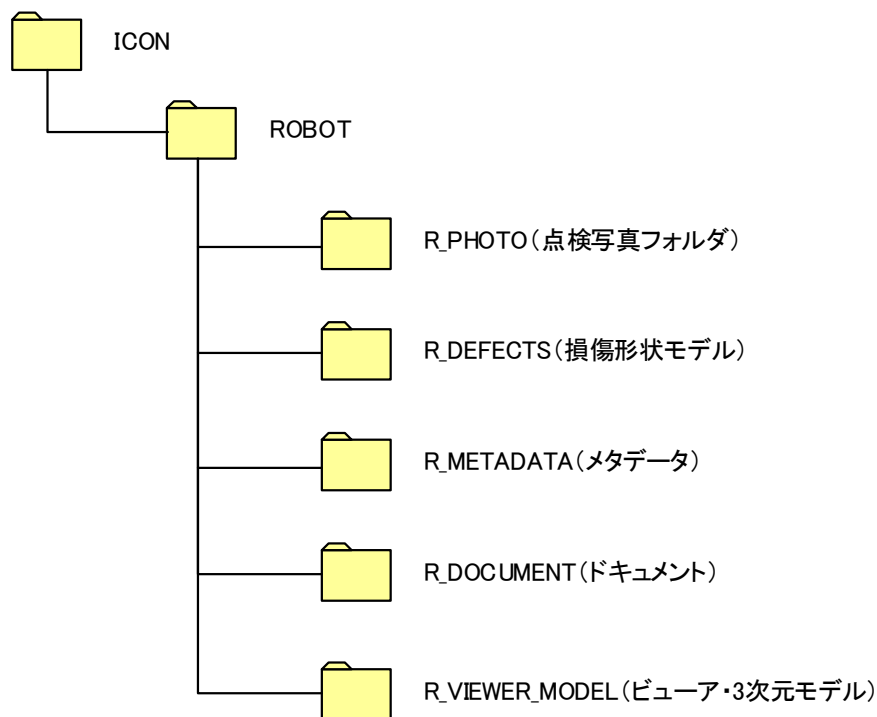 ICON
ROBOT
R_PHOTO（点検写真フォルダ）
R_DEFECTS（損傷形状モデル）
R_METADATA（メタデータ）
R_DOCUMENT（ドキュメント）
R_VIEWER_MODEL（ビューア・3次元モデル）